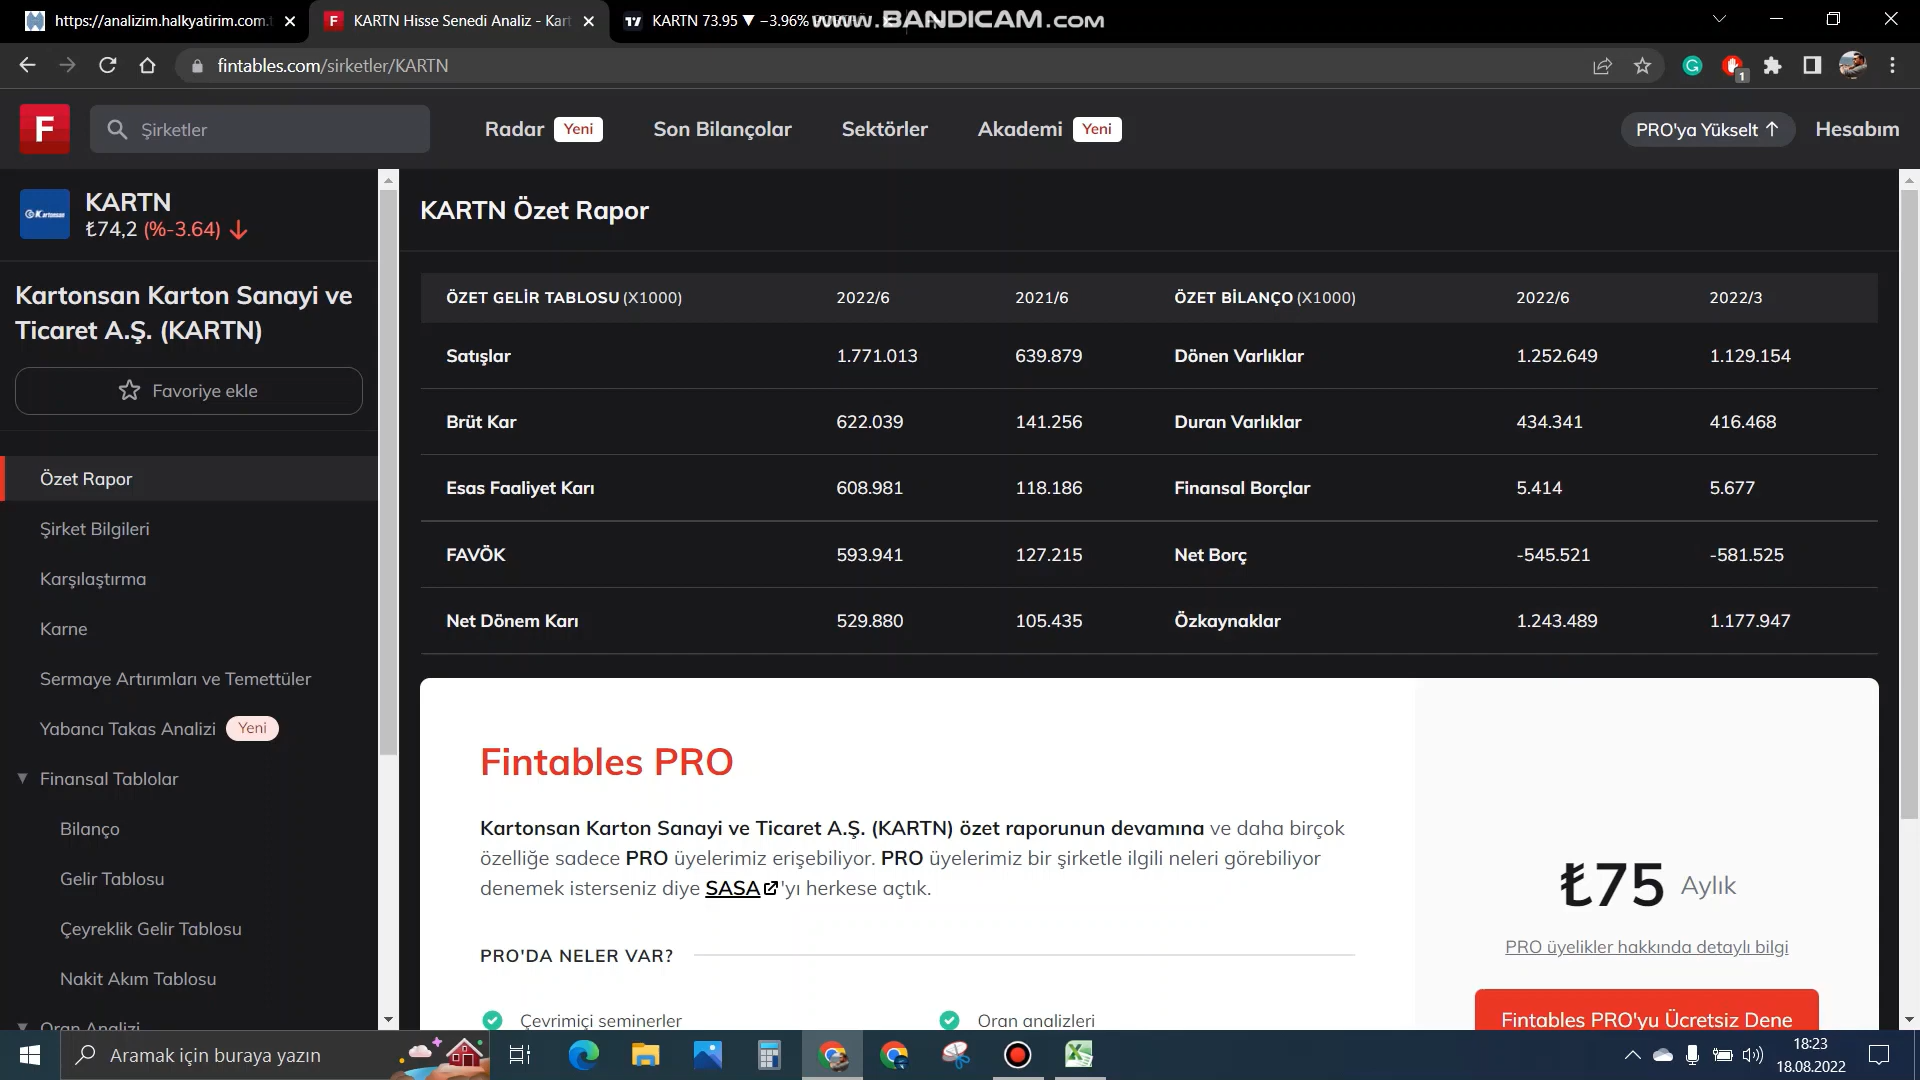 https://analizim.halkyatirim.com.
KARTN Hisse Senedi Analiz - Kart
KARTN 73.95 ▼ −3.96%
www.BANDICAM.com
fintables.com/sirketler/KARTN
1
F
Şirketler
Radar Yeni
Son Bilançolar
Sektörler
Akademi Yeni
PRO'ya Yükselt ↑
Hesabım
Kartonsan
KARTN
₺74,2 (%-3.64) ↓
Kartonsan Karton Sanayi ve
Ticaret A.Ş. (KARTN)
Favoriye ekle
Özet Rapor
Şirket Bilgileri
Karşılaştırma
Karne
Sermaye Artırımları ve Temettüler
Yabancı Takas Analizi Yeni
Finansal Tablolar
Bilanço
Gelir Tablosu
Çeyreklik Gelir Tablosu
Nakit Akım Tablosu
Oran Analizi
KARTN Özet Rapor
ÖZET GELİR TABLOSU (X1000) 2022/6 2021/6 ÖZET BİLANÇO (X1000) 2022/6 2022/3
Satışlar 1.771.013 639.879 Dönen Varlıklar 1.252.649 1.129.154
Brüt Kar 622.039 141.256 Duran Varlıklar 434.341 416.468
Esas Faaliyet Karı 608.981 118.186 Finansal Borçlar 5.414 5.677
FAVÖK 593.941 127.215 Net Borç -545.521 -581.525
Net Dönem Karı 529.880 105.435 Özkaynaklar 1.243.489 1.177.947
Fintables PRO
Kartonsan Karton Sanayi ve Ticaret A.Ş. (KARTN) özet raporunun devamına ve daha birçok
özelliğe sadece PRO üyelerimiz erişebiliyor. PRO üyelerimiz bir şirketle ilgili neleri görebiliyor
denemek isterseniz diye SASA 'yı herkese açtık.
PRO'DA NELER VAR?
Çevrimiçi seminerler
Oran analizleri
₺75 Aylık
PRO üyelikler hakkında detaylı bilgi
Fintables PRO'yu Ücretsiz Dene
Aramak için buraya yazın
18:23
18.08.2022